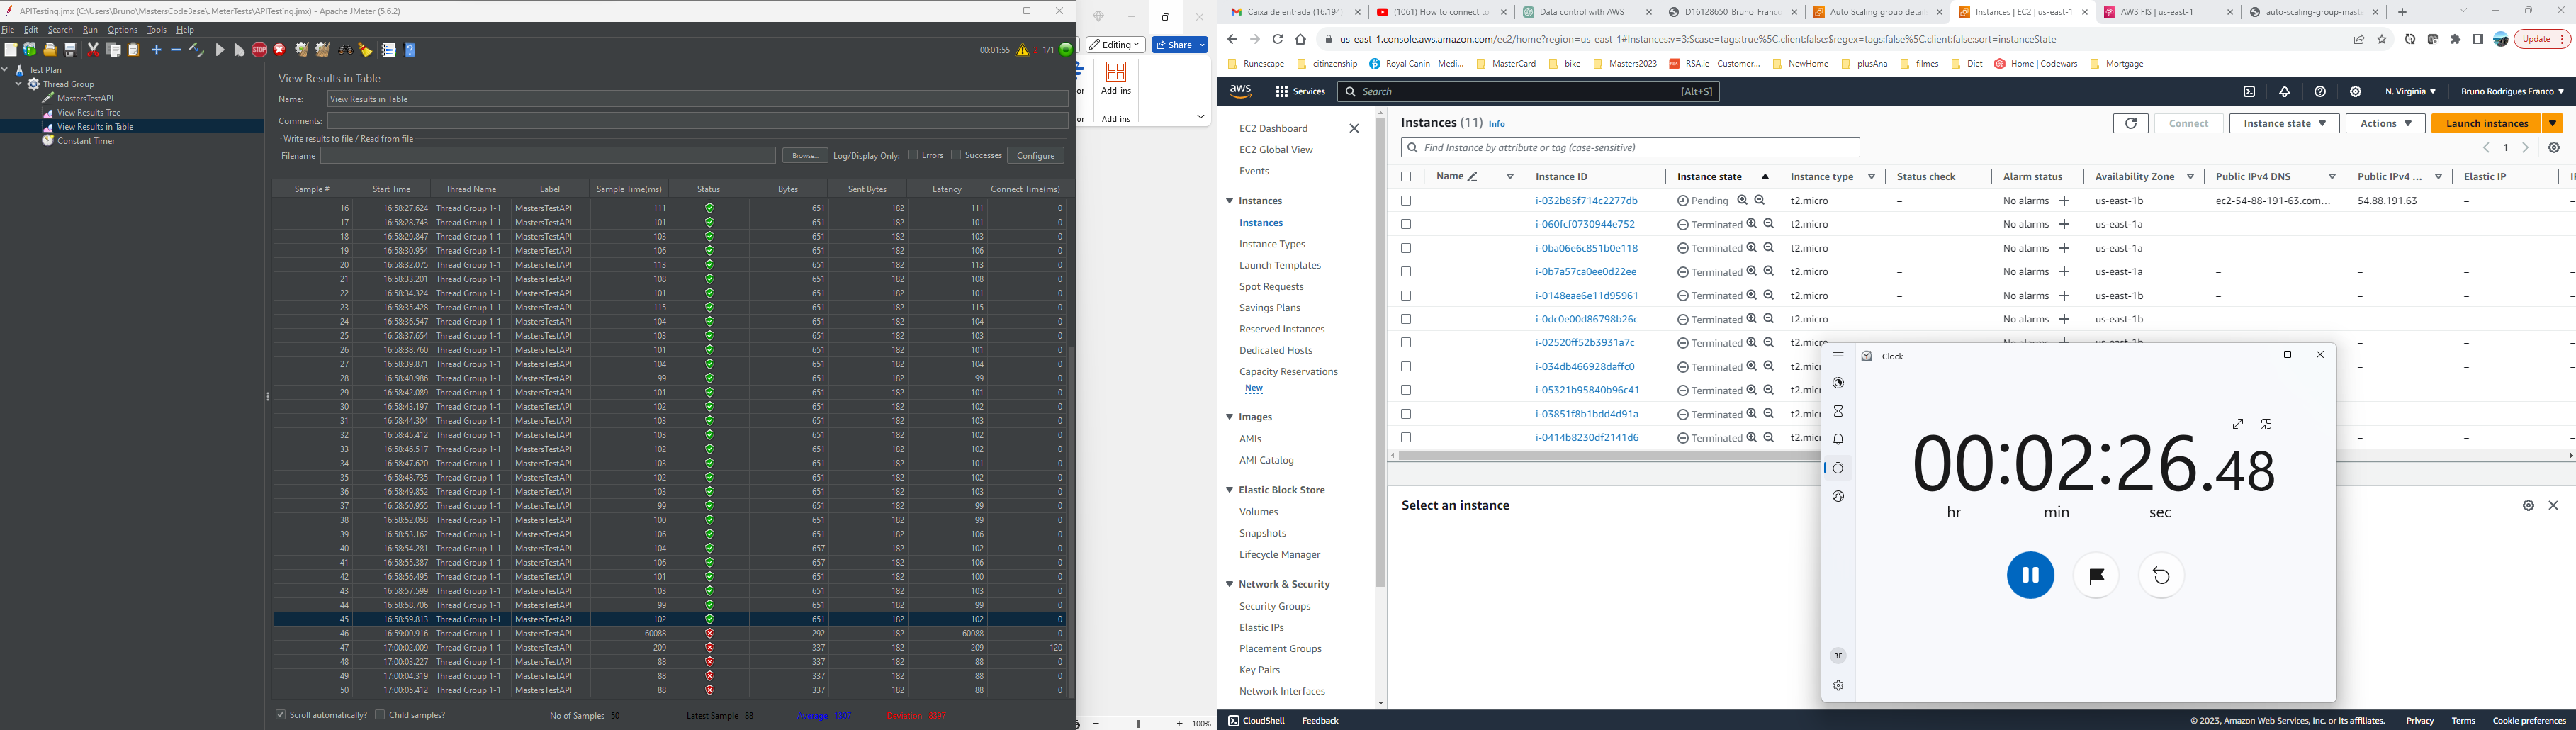 APITesting.jmx (C:\Users\Bruno\MastersCodeBase\JMeterTests\APITesting.jmx) - Apache JMeter (5.6.2)
File Edit Search Run Options Tools Help
00:01:55 2 1/1
Test Plan
Thread Group
MastersTestAPI
View Results Tree
View Results in Table
Constant Timer
View Results in Table
Name: View Results in Table
Comments:
Write results to file / Read from file
Filename Browse... Log/Display Only: Errors Successes Configure
Sample # Start Time Thread Name Label Sample Time(ms) Status Bytes Sent Bytes Latency Connect Time(ms)
16 16:58:27.624 Thread Group 1-1 MastersTestAPI 111 651 182 111 0
17 16:58:28.743 Thread Group 1-1 MastersTestAPI 101 651 182 101 0
18 16:58:29.847 Thread Group 1-1 MastersTestAPI 103 651 182 103 0
19 16:58:30.954 Thread Group 1-1 MastersTestAPI 106 651 182 106 0
20 16:58:32.075 Thread Group 1-1 MastersTestAPI 113 651 182 113 0
21 16:58:33.201 Thread Group 1-1 MastersTestAPI 108 651 182 108 0
22 16:58:34.324 Thread Group 1-1 MastersTestAPI 101 651 182 101 0
23 16:58:35.428 Thread Group 1-1 MastersTestAPI 115 651 182 115 0
24 16:58:36.547 Thread Group 1-1 MastersTestAPI 104 651 182 104 0
25 16:58:37.654 Thread Group 1-1 MastersTestAPI 103 651 182 103 0
26 16:58:38.760 Thread Group 1-1 MastersTestAPI 101 651 182 101 0
27 16:58:39.871 Thread Group 1-1 MastersTestAPI 104 651 182 104 0
28 16:58:40.986 Thread Group 1-1 MastersTestAPI 99 651 182 99 0
29 16:58:42.089 Thread Group 1-1 MastersTestAPI 101 651 182 101 0
30 16:58:43.197 Thread Group 1-1 MastersTestAPI 102 651 182 102 0
31 16:58:44.304 Thread Group 1-1 MastersTestAPI 103 651 182 103 0
32 16:58:45.412 Thread Group 1-1 MastersTestAPI 103 651 182 102 0
33 16:58:46.517 Thread Group 1-1 MastersTestAPI 102 651 182 102 0
34 16:58:47.620 Thread Group 1-1 MastersTestAPI 103 651 182 101 0
35 16:58:48.735 Thread Group 1-1 MastersTestAPI 102 651 182 102 0
36 16:58:49.852 Thread Group 1-1 MastersTestAPI 103 651 182 103 0
37 16:58:50.955 Thread Group 1-1 MastersTestAPI 99 651 182 99 0
38 16:58:52.058 Thread Group 1-1 MastersTestAPI 100 651 182 99 0
39 16:58:53.162 Thread Group 1-1 MastersTestAPI 106 651 182 106 0
40 16:58:54.281 Thread Group 1-1 MastersTestAPI 104 657 182 102 0
41 16:58:55.387 Thread Group 1-1 MastersTestAPI 106 657 182 106 0
42 16:58:56.495 Thread Group 1-1 MastersTestAPI 101 651 182 100 0
43 16:58:57.599 Thread Group 1-1 MastersTestAPI 103 651 182 103 0
44 16:58:58.706 Thread Group 1-1 MastersTestAPI 99 651 182 99 0
45 16:58:59.813 Thread Group 1-1 MastersTestAPI 102 651 182 102 0
46 16:59:00.916 Thread Group 1-1 MastersTestAPI 60088 292 182 60088 0
47 17:00:02.009 Thread Group 1-1 MastersTestAPI 209 337 182 209 120
48 17:00:03.227 Thread Group 1-1 MastersTestAPI 88 337 182 88 0
49 17:00:04.319 Thread Group 1-1 MastersTestAPI 88 337 182 88 0
50 17:00:05.412 Thread Group 1-1 MastersTestAPI 88 337 182 88 0
Scroll automatically? Child samples? No of Samples 50 Latest Sample 88 Average 1307 Deviation 8397
Editing Share
or Add-ins
or Add-ins
100%
Caixa de entrada (16.194) (1061) How to connect to Data control with AWS D16128650_Bruno_Franco Auto Scaling group detail Instances | EC2 | us-east-1 AWS FIS | us-east-1 auto-scaling-group-maste
us-east-1.console.aws.amazon.com/ec2/home?region=us-east-1#Instances:v=3;$case=tags:true%5C,client:false;$regex=tags:false%5C,client:false;sort=instanceState Update
Runescape citizenship Royal Canin - Medi... MasterCard bike Masters2023 RSA.ie - Customer... NewHome plusAna filmes Diet Home | Codewars Mortgage
aws Services Search [Alt+S] N. Virginia Bruno Rodrigues Franco
EC2 Dashboard
EC2 Global View
Events
Instances
Instances
Instance Types
Launch Templates
Spot Requests
Savings Plans
Reserved Instances
Dedicated Hosts
Capacity Reservations
New
Images
AMIs
AMI Catalog
Elastic Block Store
Volumes
Snapshots
Lifecycle Manager
Network & Security
Security Groups
Elastic IPs
Placement Groups
Key Pairs
Network Interfaces
Instances (11) Info Connect Instance state Actions Launch instances
Find Instance by attribute or tag (case-sensitive) 1
Name Instance ID Instance state Instance type Status check Alarm status Availability Zone Public IPv4 DNS Public IPv4 ... Elastic IP
i-032b85f714c2277db Pending t2.micro – No alarms us-east-1b ec2-54-88-191-63.com... 54.88.191.63 –
i-060fcf0730944e752 Terminated t2.micro – No alarms us-east-1a – – –
i-0ba06e6c851b0e118 Terminated t2.micro – No alarms us-east-1a – – –
i-0b7a57ca0ee0d22ee Terminated t2.micro – No alarms us-east-1a – – –
i-0148eae6e11d95961 Terminated t2.micro – No alarms us-east-1b – – –
i-0dc0e00d86798b26c Terminated t2.micro – No alarms us-east-1b – – –
i-02520ff52b3931a7c Terminated t2.micro
i-034db466928daffc0 Terminated t2.micr
i-05321b95840b96c41 Terminated t2.micr
i-03851f8b1bdd4d91a Terminated t2.micr
i-0414b8230df2141d6 Terminated t2.micr
Select an instance
Clock
00:02:26.48
hr min sec
BF
CloudShell Feedback © 2023, Amazon Web Services, Inc. or its affiliates. Privacy Terms Cookie preferences